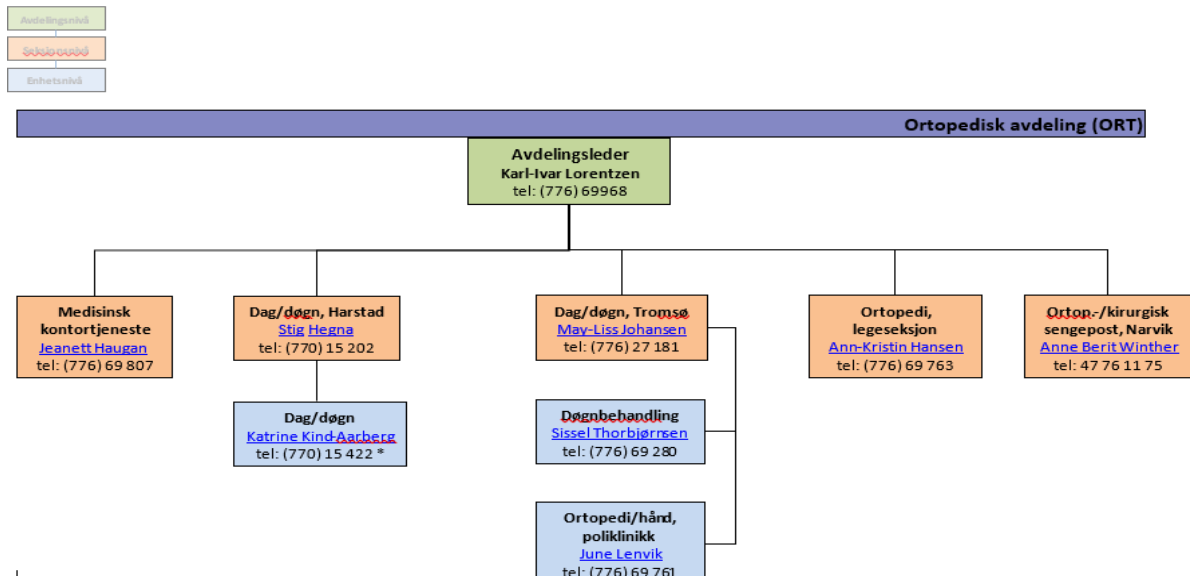 Avdelingsnivå
Seksjonsnivå
Enhetsnivå
Ortopedisk avdeling (ORT)
Avdelingsleder
Karl-Ivar Lorentzen
tel: (776) 69968
Medisinsk
kontortjeneste
Jeanett Haugan
tel: (776) 69 807
Dag/døgn, Harstad
Stig Hegna
tel: (770) 15 202
Dag/døgn, Tromsø
May-Liss Johansen
tel: (776) 27 181
Ortopedi,
legeseksjon
Ann-Kristin Hansen
tel: (776) 69 763
Ortop.-/kirurgisk
sengepost, Narvik
Anne Berit Winther
tel: 47 76 11 75
Dag/døgn
Katrine Kind-Aarberg
tel: (770) 15 422 *
Døgnbehandling
Sissel Thorbjørnsen
tel: (776) 69 280
Ortopedi/hånd,
poliklinikk
June Lenvik
tel: (776) 69 761